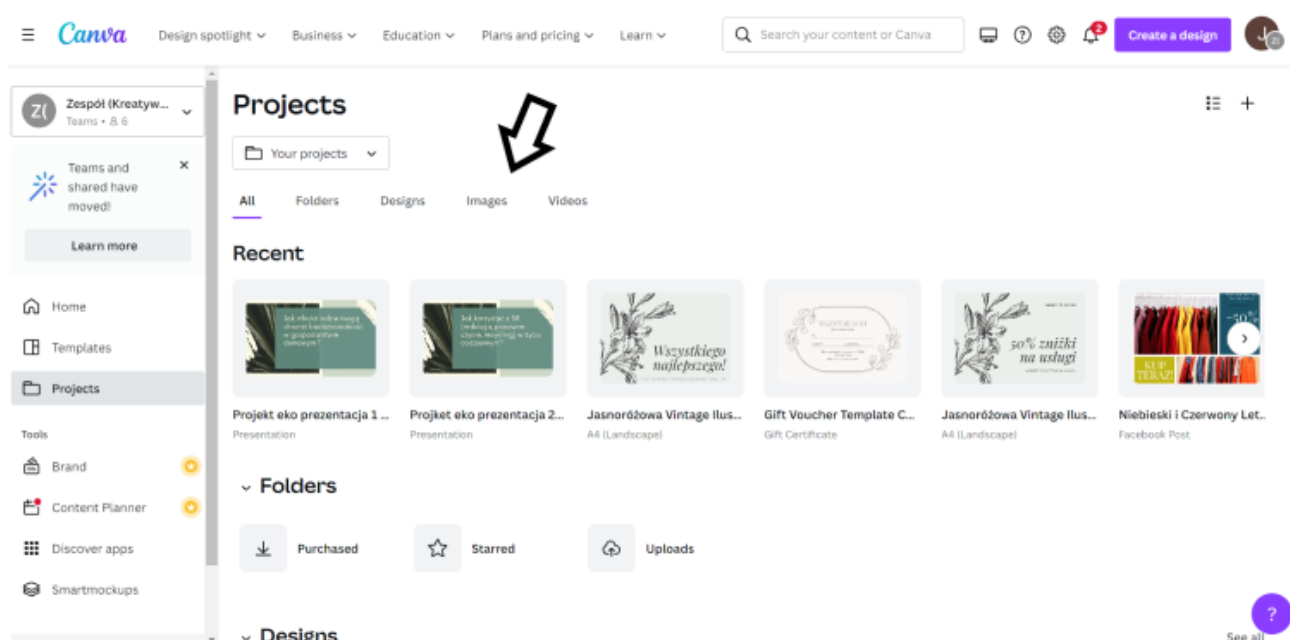 Canva
Design spotlight
Business
Education
Plans and pricing
Learn
Search your content or Canva
2
Create a design
J
Z(
Z(
Zespół (Kreatyw...
Teams • 6
Teams and
shared have
moved!
Learn more
Home
Templates
Projects
Tools
Brand
Content Planner
Discover apps
Smartmockups
Projects
Your projects
All
Folders
Designs
Images
Videos
Recent
Wszystkiego
najlepszego!
50% zniżki
na usługi
-50%
KUP
TERAZ!
Projekt eko prezentacja 1 ...
Presentation
Projket eko prezentacja 2...
Presentation
Jasnoróżowa Vintage Ilus...
A4 (Landscape)
Gift Voucher Template C...
Gift Certificate
Jasnoróżowa Vintage Ilus...
A4 (Landscape)
Niebieski i Czerwony Let..
Facebook Post
Folders
Purchased
Starred
Uploads
Designs
See all
?